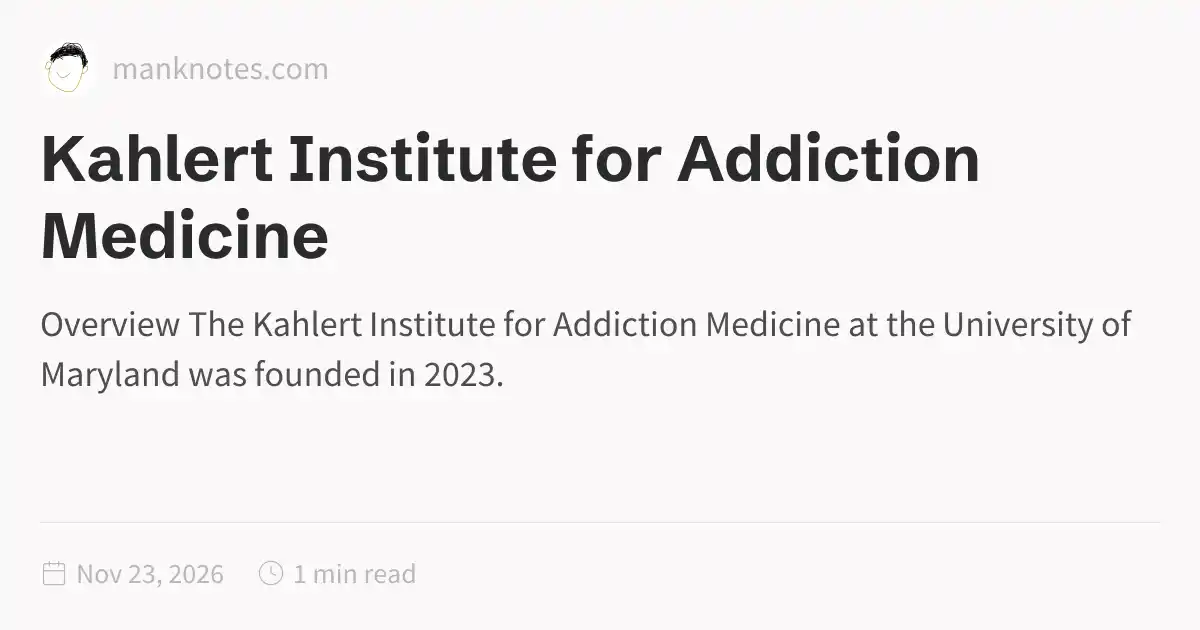 manknotes.com
Kahlert Institute for Addiction
Medicine
Overview The Kahlert Institute for Addiction Medicine at the University of
Maryland was founded in 2023.
Nov 23, 2026 1 min read